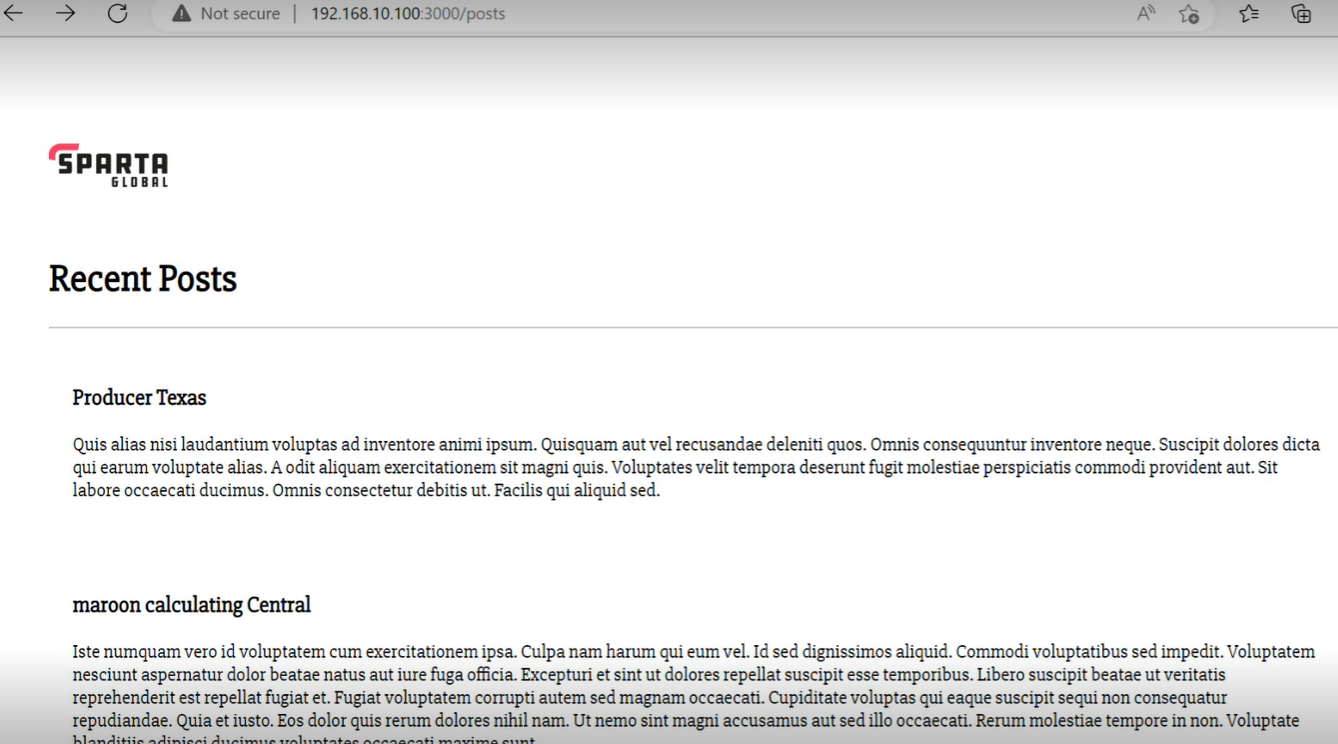 Not secure | 192.168.10.100:3000/posts
SPARTA
GLOBAL
Recent Posts
Producer Texas
Quis alias nisi laudantium voluptas ad inventore animi ipsum. Quisquam aut vel recusandae deleniti quos. Omnis consequuntur inventore neque. Suscipit dolores dicta
qui earum voluptate alias. A odit aliquam exercitationem sit magni quis. Voluptates velit tempora deserunt fugit molestiae perspiciatis commodi provident aut. Sit
labore occaecati ducimus. Omnis consectetur debitis ut. Facilis qui aliquid sed.
maroon calculating Central
Iste numquam vero id voluptatem cum exercitationem ipsa. Culpa nam harum qui eum vel. Id sed dignissimos aliquid. Commodi voluptatibus sed impedit. Voluptatem
nesciunt aspernatur dolor beatae natus aut iure fuga officia. Excepturi et sint ut dolores repellat suscipit esse temporibus. Libero suscipit beatae ut veritatis
reprehenderit est repellat fugiat et. Fugiat voluptatem corrupti autem sed magnam occaecati. Cupiditate voluptas qui eaque suscipit sequi non consequatur
repudiandae. Quia et iusto. Eos dolor quis rerum dolores nihil nam. Ut nemo sint magni accusamus aut sed illo occaecati. Rerum molestiae tempore in non. Voluptate
blanditiis adipisci ducimus voluptates occaecati maxime sunt